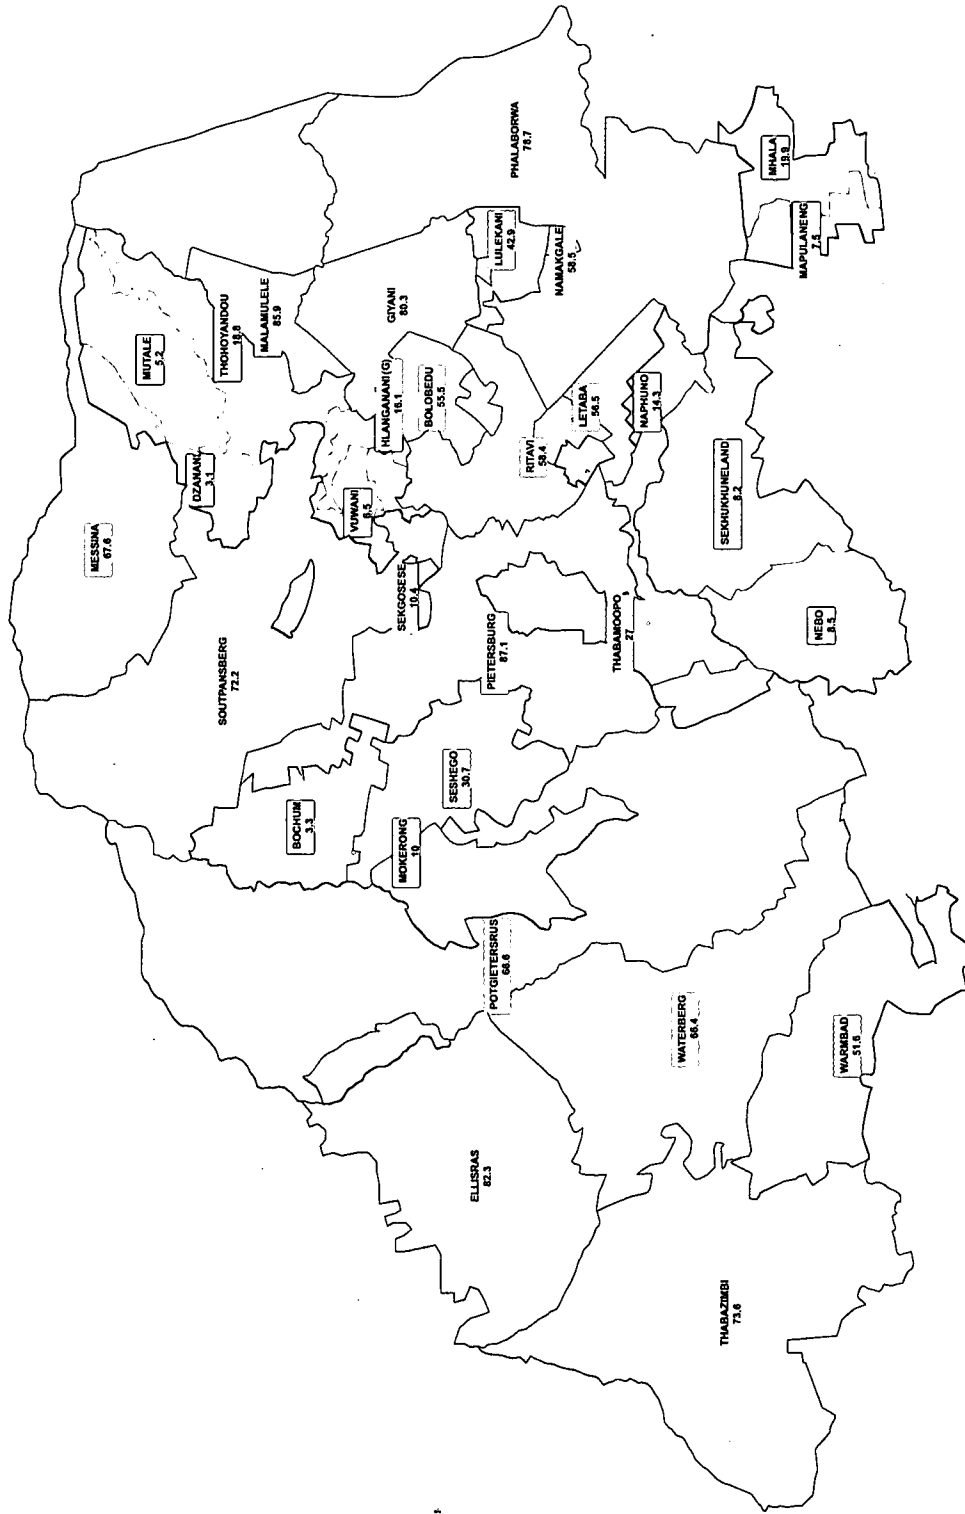 MESSINA
67.6
MUTALE
5.2
DZANANI
3.1
SOUTPANSBERG
72.2
THOHOYANDOU
18.8
MALAMULELE
85.9
BOCHUM
3.3
VUWANI
6.5
HLANGANANI (G)
16.1
GIYANI
80.3
MOKERONG
10
SEKGOSESE
10.4
BOLOBEDU
55.5
SESHEGO
30.7
ELLISRAS
82.3
POTGIETERSRUS
66.6
PIETERSBURG
87.1
LULEKANI
42.9
PHALABORWA
78.7
RITAVI
58.4
NAMAKGALE
58.5
LETABA
56.5
THABAMOOPO
27
NAPHUNO
14.3
WATERBERG
66.4
THABAZIMBI
73.6
SEKHUKHUNELAND
8.2
MHALA
19.9
MAPULANENG
7.5
NEBO
8.5
WARMBAD
51.6